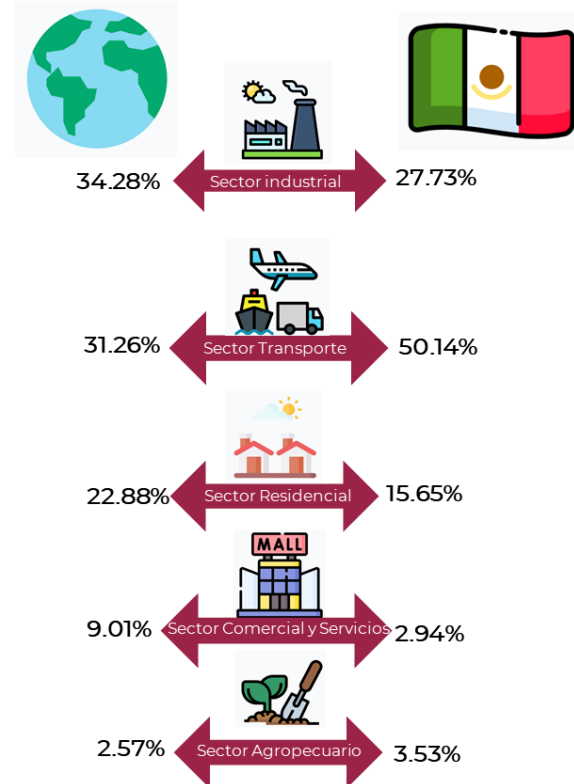 34.28%
Sector industrial
27.73%
31.26%
Sector Transporte
50.14%
22.88%
Sector Residencial
15.65%
MALL
9.01%
Sector Comercial y Servicios
2.94%
2.57%
Sector Agropecuario
3.53%